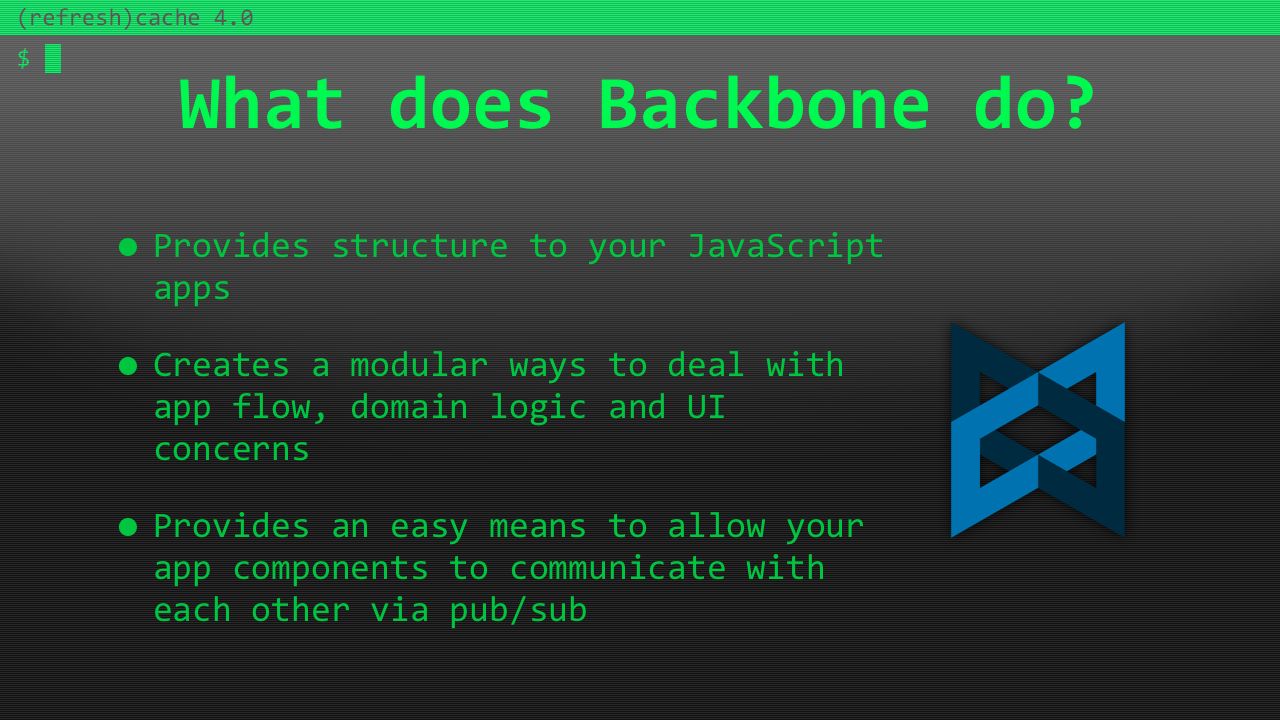 (refresh)cache 4.0
$
What does Backbone do?
● Provides structure to your JavaScript
apps
● Creates a modular ways to deal with
app flow, domain logic and UI
concerns
● Provides an easy means to allow your
app components to communicate with
each other via pub/sub